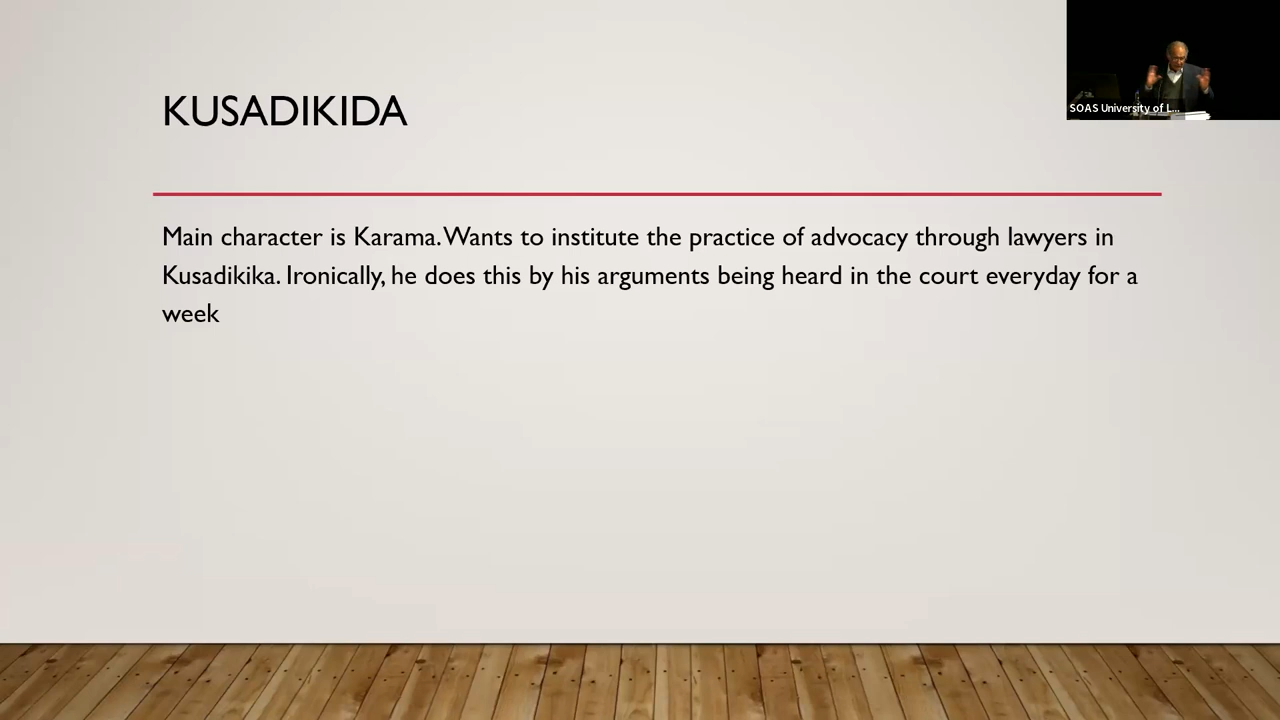 SOAS University of L...
KUSADIKIDA
Main character is Karama. Wants to institute the practice of advocacy through lawyers in
Kusadikika. Ironically, he does this by his arguments being heard in the court everyday for a
week